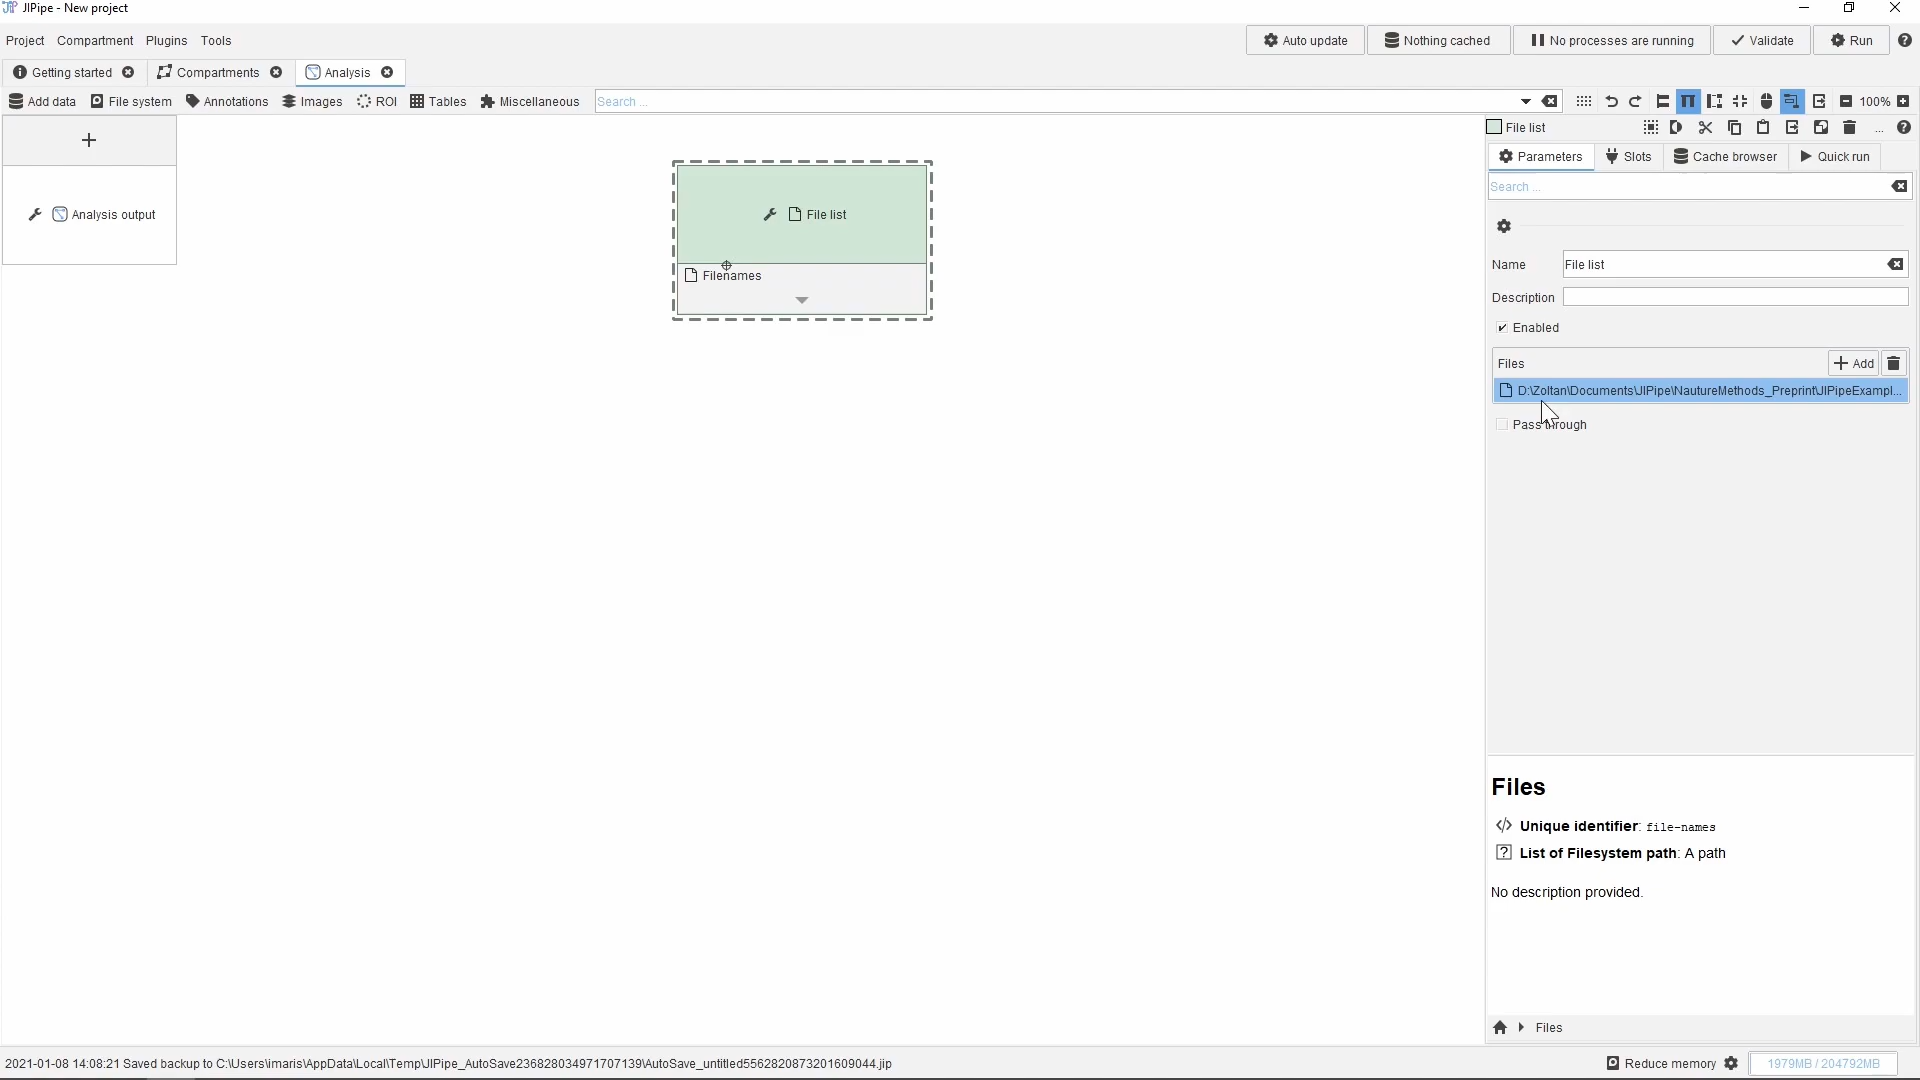 JIPipe - New project
Project Compartment Plugins Tools
Auto update Nothing cached No processes are running Validate Run
Getting started Compartments Analysis
Add data File system Annotations Images ROI Tables Miscellaneous Search ... 100%
File list ...
Parameters Slots Cache browser Quick run
Search ...
Analysis output
File list
Filenames
Name File list
Description
Enabled
Files Add
D:\Zoltan\Documents\JIPipe\NautureMethods_Preprint\JIPipeExampl...
Pass through
Files
Unique identifier: file-names
List of Filesystem path: A path
No description provided.
Files
2021-01-08 14:08:21 Saved backup to C:\Users\imaris\AppData\Local\Temp\JIPipe_AutoSave236828034971707139\AutoSave_untitled5562820873201609044.jip
Reduce memory 1979MB / 204792MB